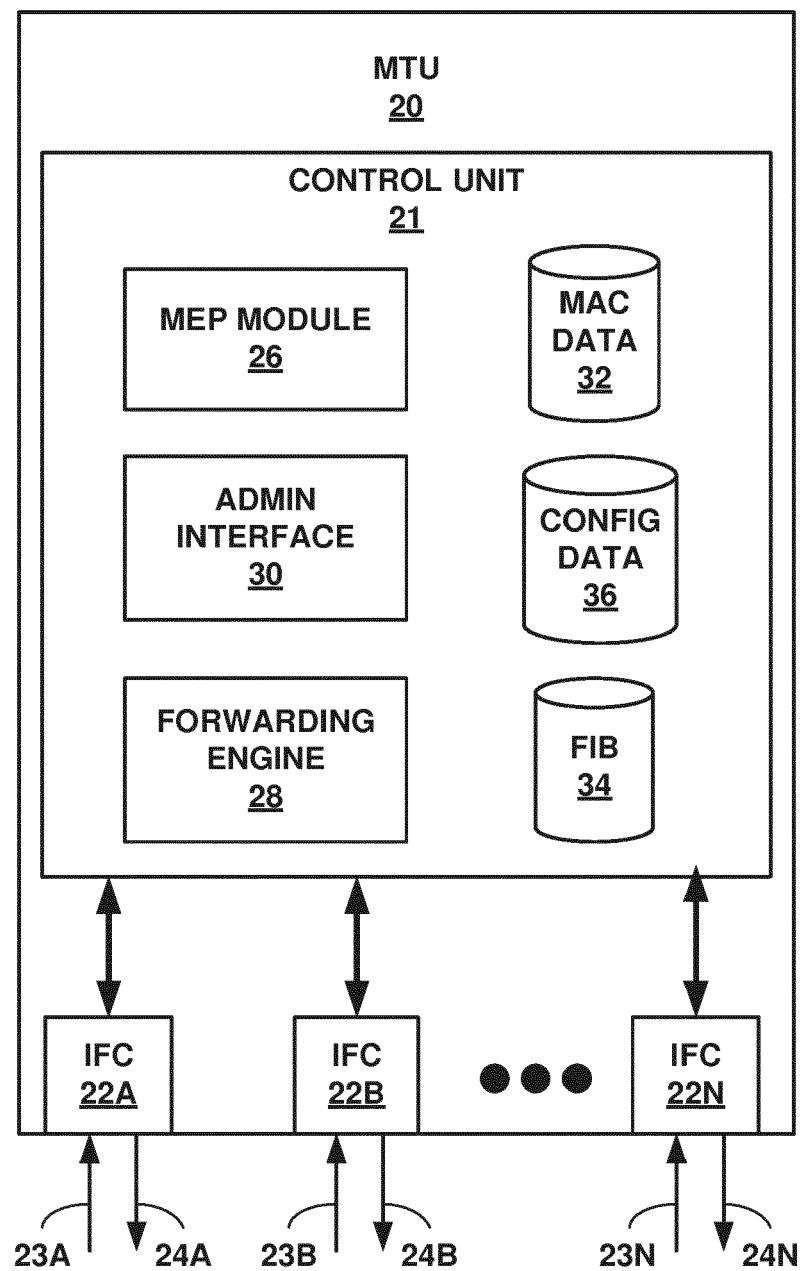 MTU
20
CONTROL UNIT
21
MEP MODULE
26
MAC
DATA
32
ADMIN
INTERFACE
30
CONFIG
DATA
36
FORWARDING
ENGINE
28
FIB
34
IFC
22A
IFC
22B
IFC
22N
23A
24A
23B
24B
23N
24N